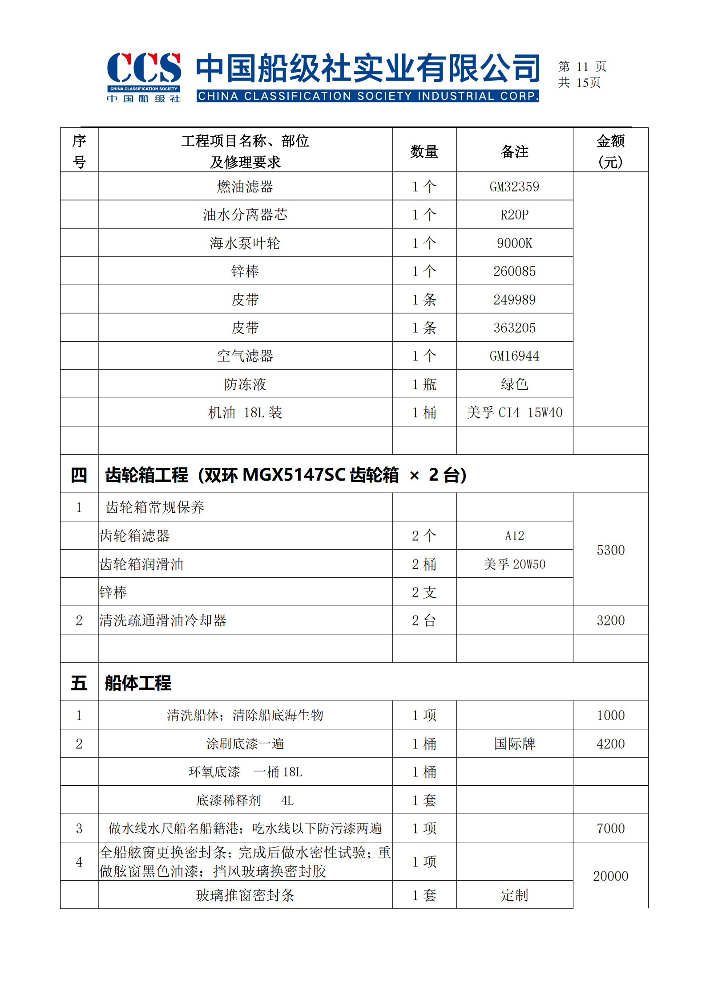 CCS
CHINA CLASSIFICATION SOCIETY
中国船级社
中国船级社实业有限公司
CHINA CLASSIFICATION SOCIETY INDUSTRIAL CORP.
第 11 页
共 15页
序号 工程项目名称、部位及修理要求 数量 备注 金额(元)
燃油滤器 1 个 GM32359
油水分离器芯 1 个 R20P
海水泵叶轮 1 个 9000K
锌棒 1 个 260085
皮带 1 条 249989
皮带 1 条 363205
空气滤器 1 个 GM16944
防冻液 1 瓶 绿色
机油 18L 装 1 桶 美孚 CI4 15W40
四 齿轮箱工程 (双环 MGX5147SC 齿轮箱 × 2 台)
1 齿轮箱常规保养
齿轮箱滤器 2 个 A12
5300
齿轮箱润滑油 2 桶 美孚 20W50
锌棒 2 支
2 清洗疏通滑油冷却器 2 台 3200
五 船体工程
1 清洗船体；清除船底海生物 1 项 1000
2 涂刷底漆一遍 1 桶 国际牌 4200
环氧底漆 一桶 18L 1 桶
底漆稀释剂 4L 1 套
3 做水线水尺船名船籍港；吃水线以下防污漆两遍 1 项 7000
4 全船舷窗更换密封条；完成后做水密性试验；重
做舷窗黑色油漆；挡风玻璃换密封胶 1 项
20000
玻璃推窗密封条 1 套 定制